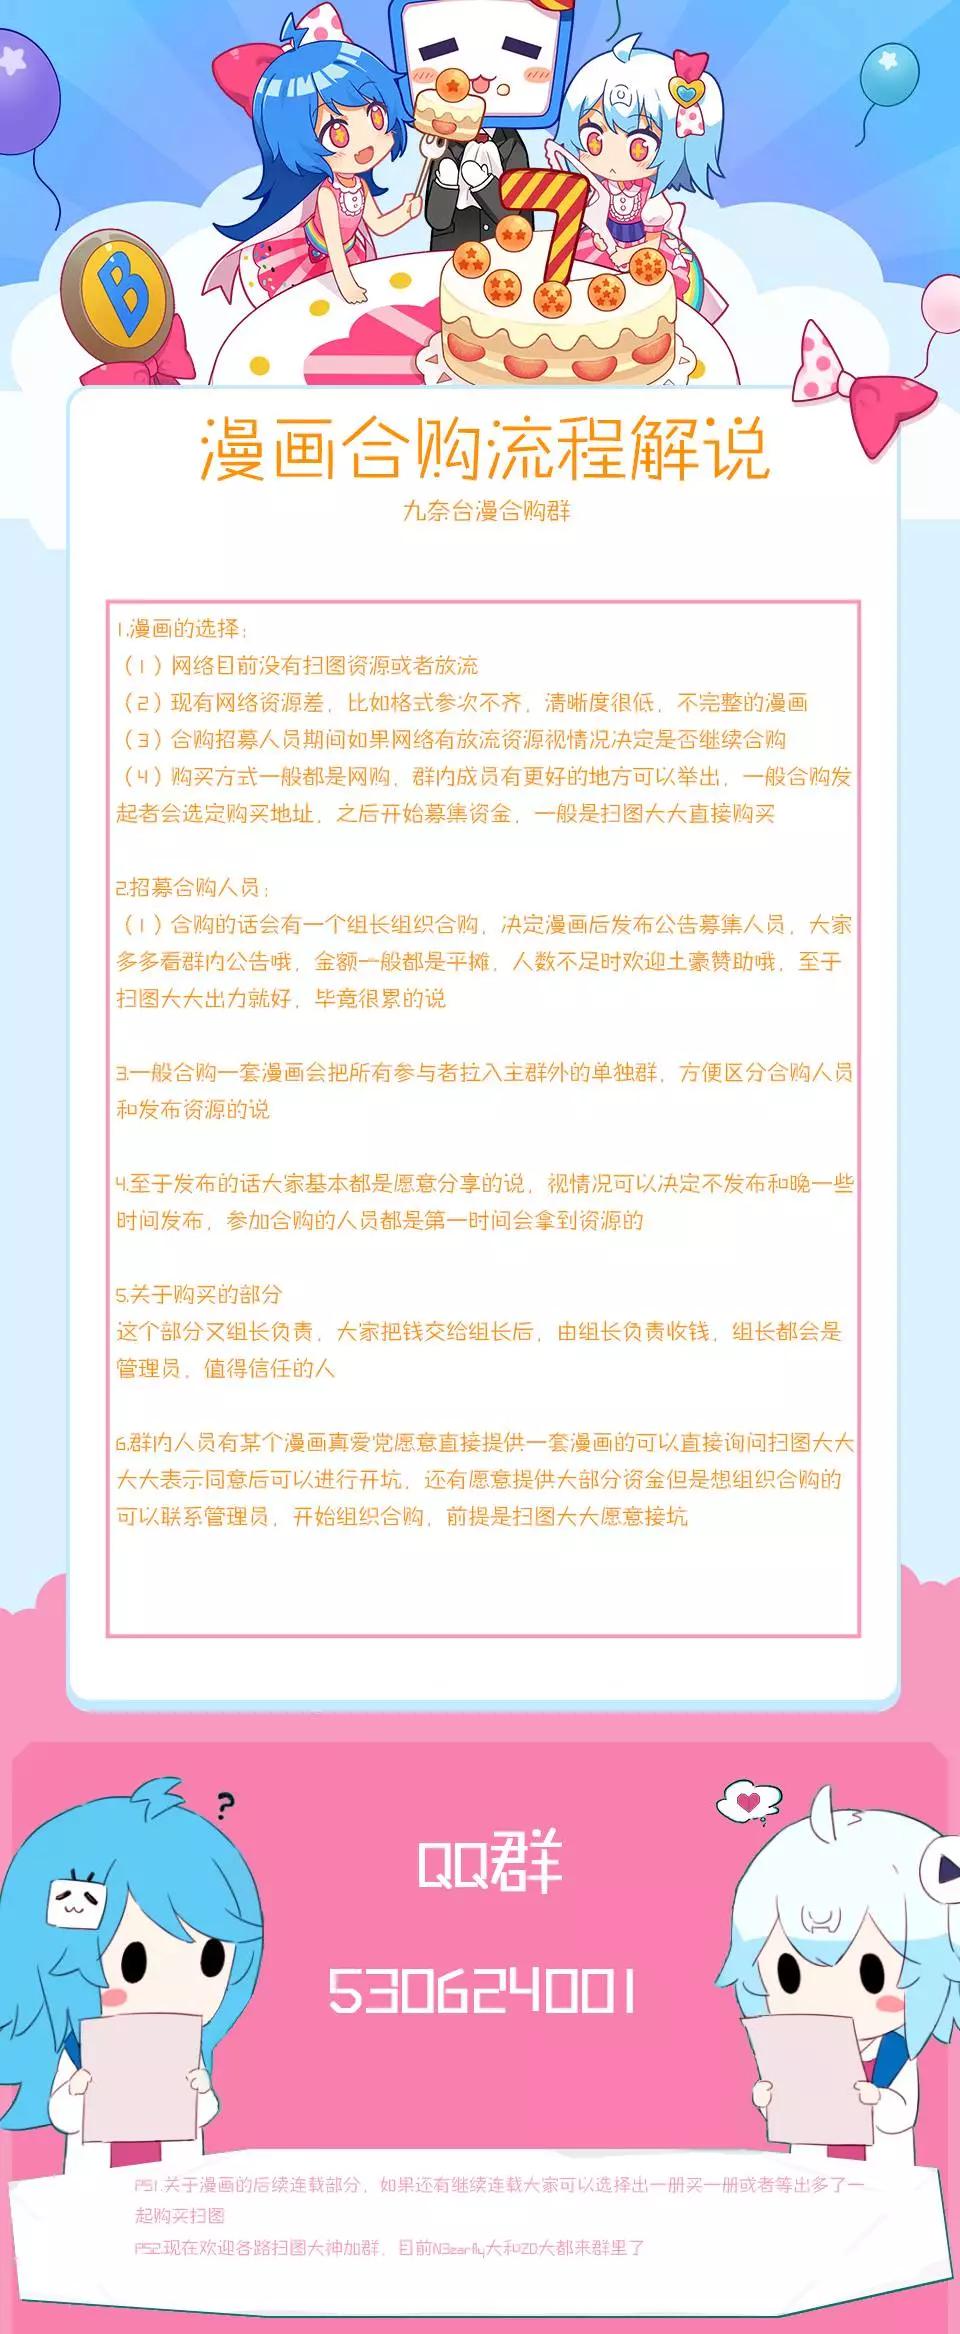 B
7
漫画合购流程解说
九奈台漫合购群
1.漫画的选择：
（1）网络目前没有扫图资源或者放流
（2）现有网络资源差，比如格式参次不齐，清晰度很低，不完整的漫画
（3）合购招募人员期间如果网络有放流资源视情况决定是否继续合购
（4）购买方式一般都是网购，群内成员有更好的地方可以举出，一般合购发
起者会选定购买地址，之后开始募集资金，一般是扫图大大直接购买
2.招募合购人员：
（1）合购的话会有一个组长组织合购，决定漫画后发布公告募集人员，大家
多多看群内公告哦，金额一般都是平摊，人数不足时欢迎土豪赞助哦，至于
扫图大大出力就好，毕竟很累的说
3.一般合购一套漫画会把所有参与者拉入主群外的单独群，方便区分合购人员
和发布资源的说
4.至于发布的话大家基本都是愿意分享的说，视情况可以决定不发布和晚一些
时间发布，参加合购的人员都是第一时间会拿到资源的
5.关于购买的部分
这个部分又组长负责，大家把钱交给组长后，由组长负责收钱，组长都会是
管理员，值得信任的人
6.群内人员有某个漫画真爱党愿意直接提供一套漫画的可以直接询问扫图大大
大大表示同意后可以进行开坑，还有愿意提供大部分资金但是想组织合购的
可以联系管理员，开始组织合购，前提是扫图大大愿意接坑
?
QQ群
530624001
PS1.关于漫画的后续连载部分，如果还有继续连载大家可以选择出一册买一册或者等出多了一
起购买扫图
PS2.现在欢迎各路扫图大神加群，目前N3zarfly大和ZD大都来群里了